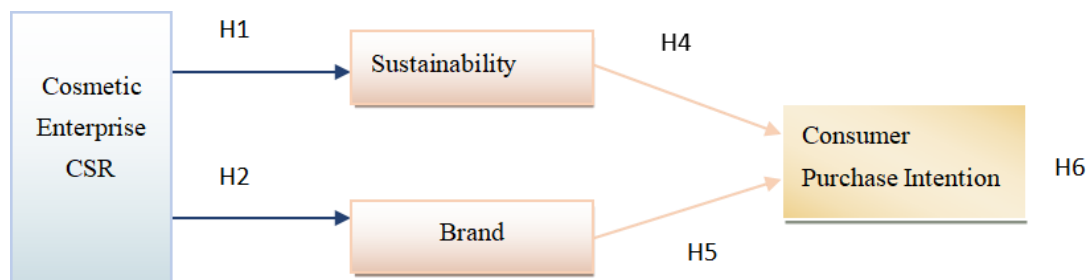 H1
Sustainability
H4
Cosmetic
Enterprise
CSR
Consumer
Purchase Intention
H6
H2
Brand
H5